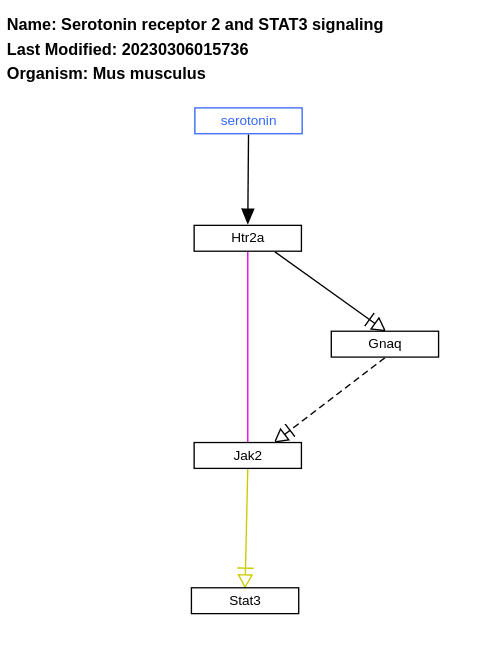 Name: Serotonin receptor 2 and STAT3 signaling
Last Modified: 20230306015736
Organism: Mus musculus
serotonin
Htr2a
Gnaq
Jak2
Stat3